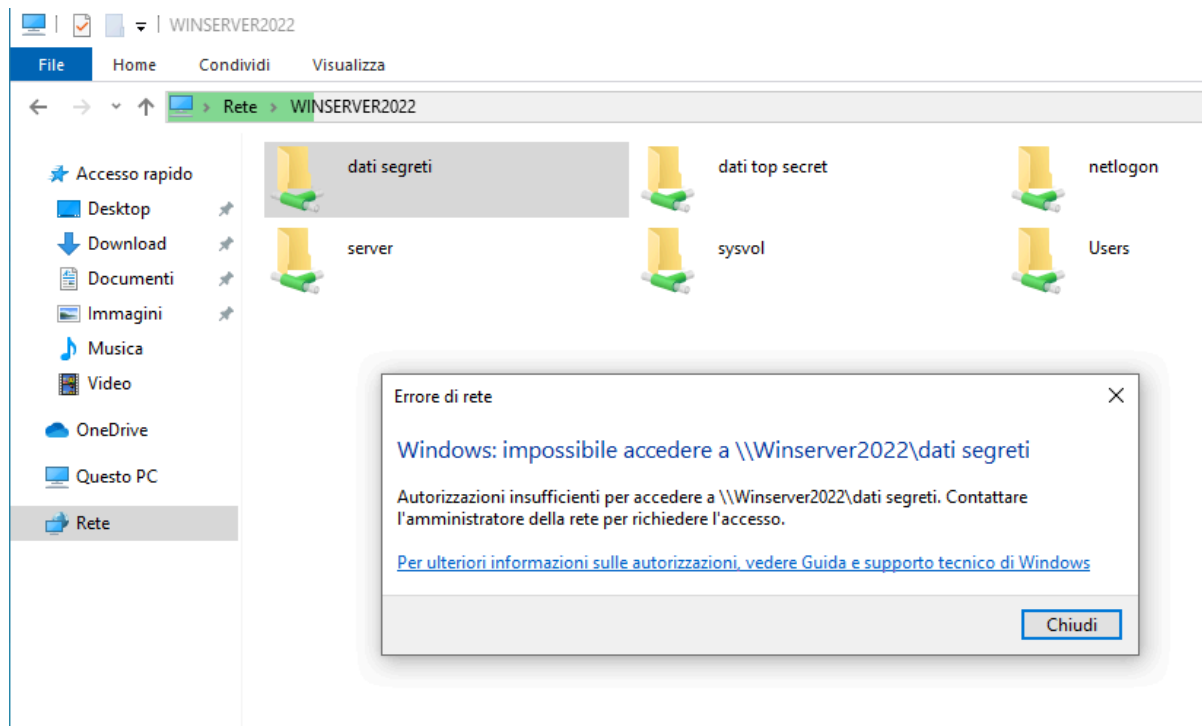 WINSERVER2022
File Home Condividi Visualizza
Rete WINSERVER2022
Accesso rapido
Desktop
Download
Documenti
Immagini
Musica
Video
OneDrive
Questo PC
Rete
dati segreti
dati top secret
netlogon
server
sysvol
Users
Errore di rete
Windows: impossibile accedere a \\Winserver2022\dati segreti
Autorizzazioni insufficienti per accedere a \\Winserver2022\dati segreti. Contattare
l'amministratore della rete per richiedere l'accesso.
Per ulteriori informazioni sulle autorizzazioni, vedere Guida e supporto tecnico di Windows
Chiudi